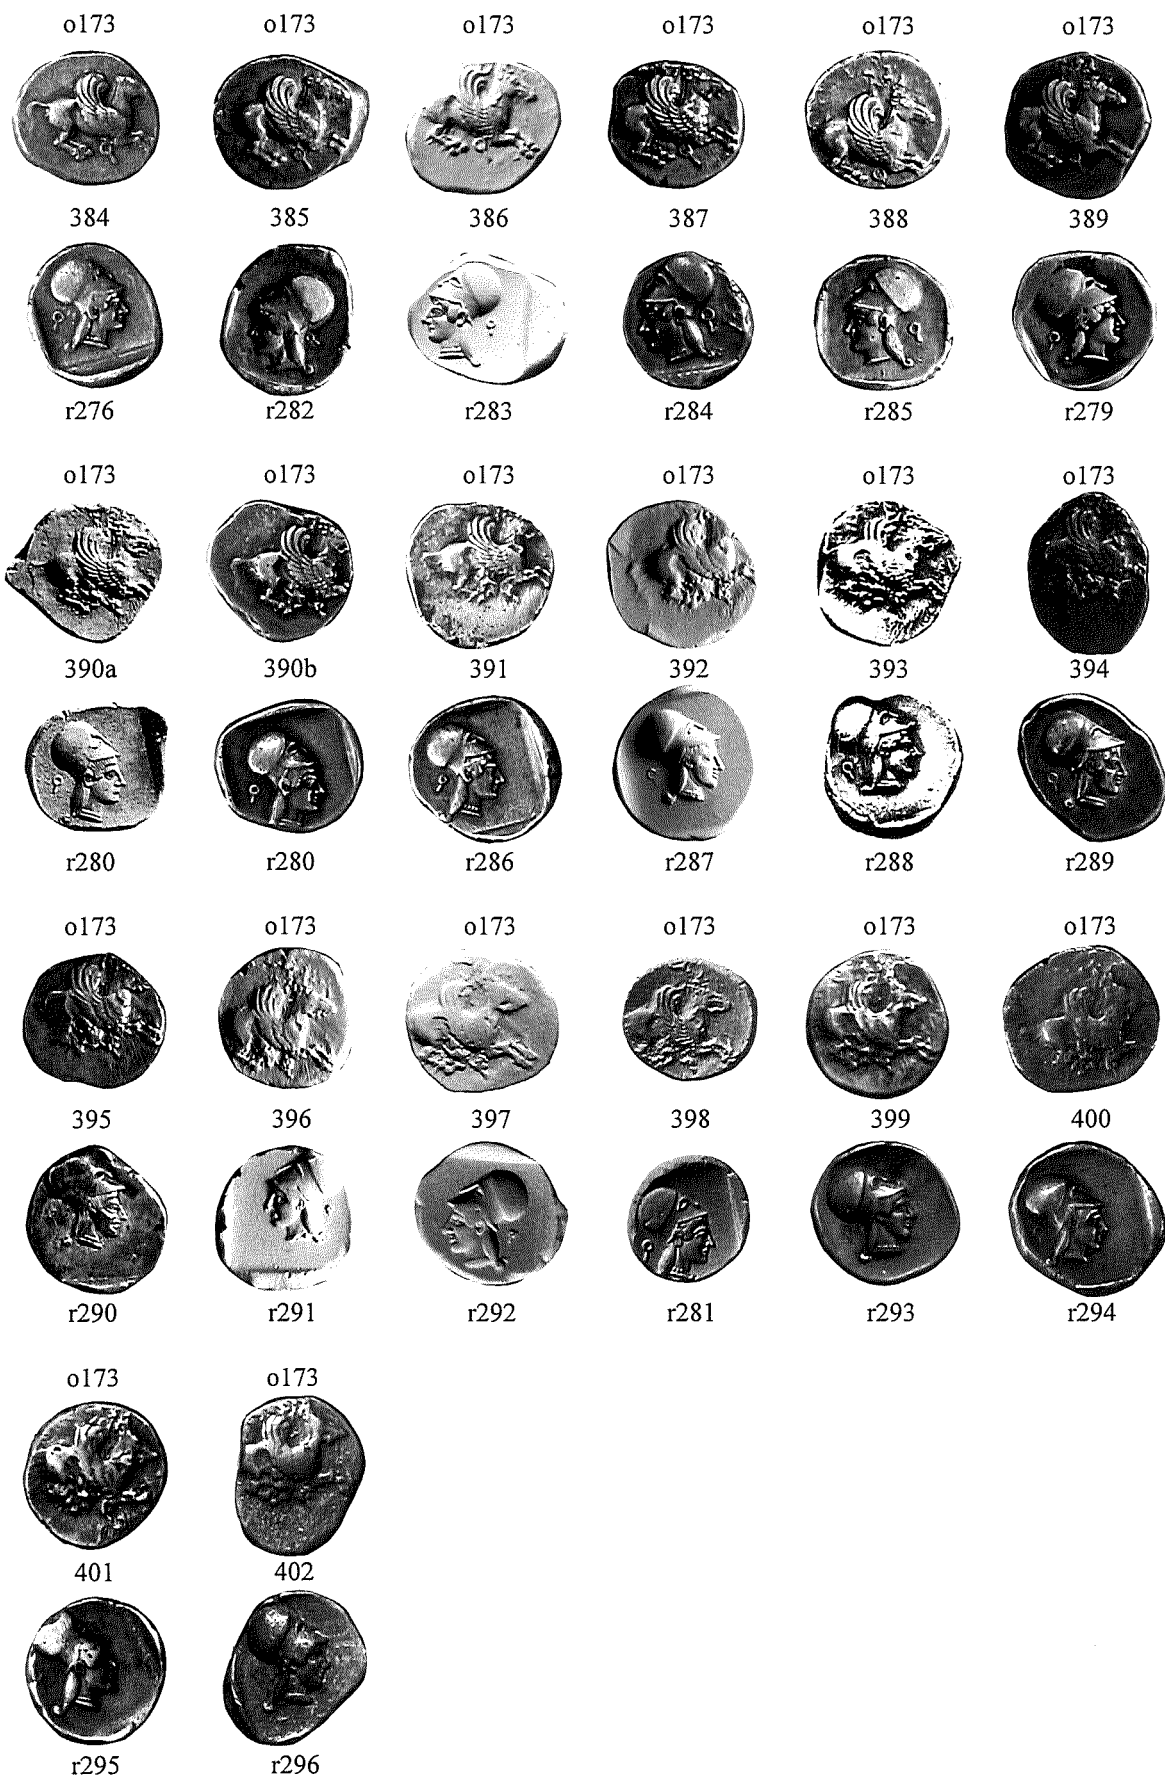 o173 o173 o173 o173 o173 o173
384 385 386 387 388 389
r276 r282 r283 r284 r285 r279
o173 o173 o173 o173 o173 o173
390a 390b 391 392 393 394
r280 r280 r286 r287 r288 r289
o173 o173 o173 o173 o173 o173
395 396 397 398 399 400
r290 r291 r292 r281 r293 r294
o173 o173
401 402
r295 r296